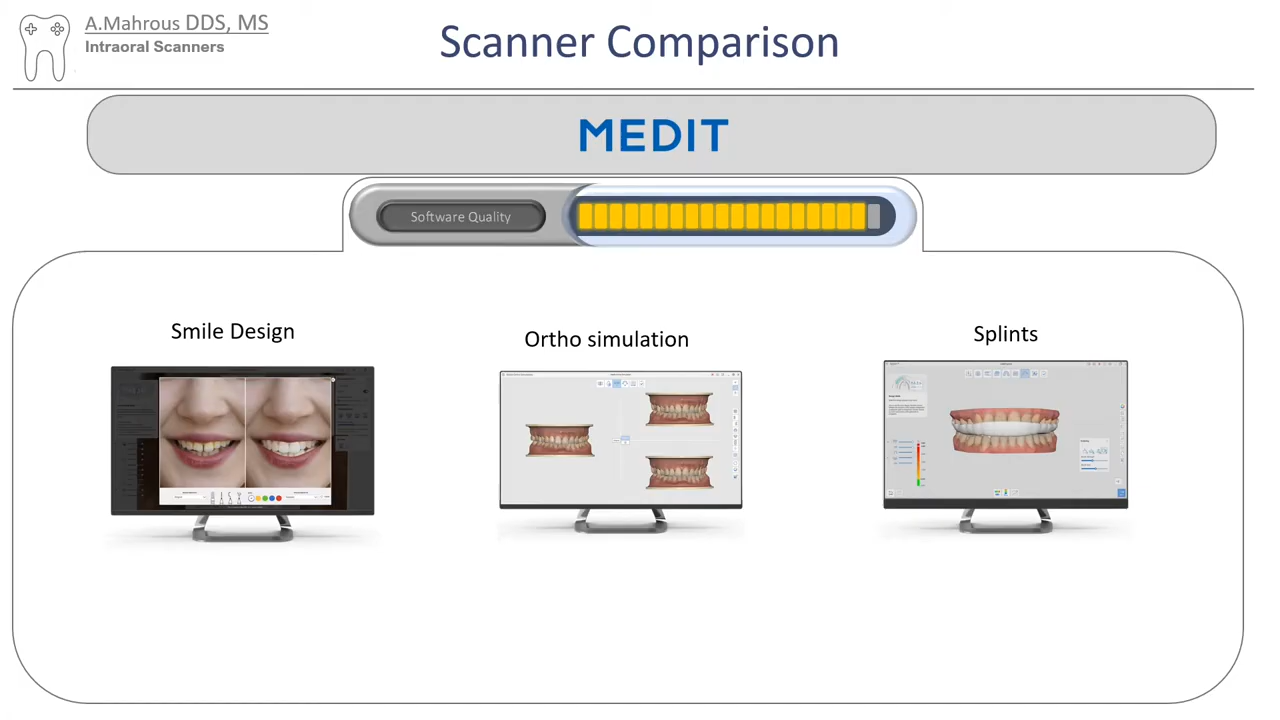 A.Mahrous DDS, MS
Intraoral Scanners
Scanner Comparison
MEDIT
Software Quality
Smile Design
Ortho simulation
Splints